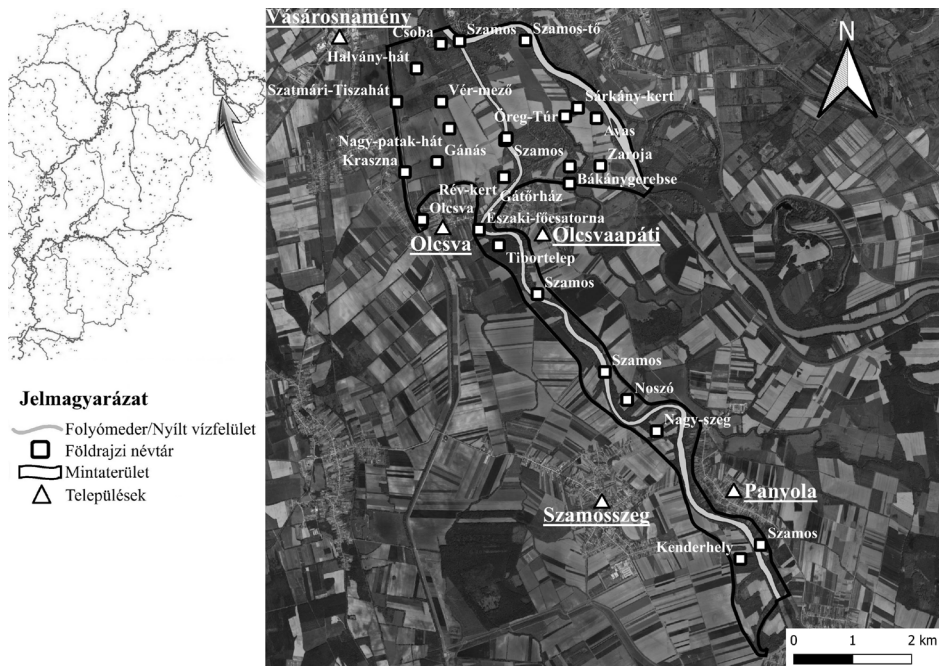 Vásárosnamény
Csoba
Szamos
Szamos-tő
Halvány-hát
Szatmári-Tiszahát
Vér-mező
Sárkány-kert
Öreg-Túr
Avas
Nagy-patak-hát
Szamos
Kraszna
Gánás
Zaroja
Rév-kert
Gátőrház
Bákánygerebse
Olcsva
Olcsva
Északi-főcsatorna
Olcsvaapáti
Tibortelep
Szamos
Szamos
Noszó
Nagy-szeg
Panyola
Szamosszeg
Szamos
Kenderhely
N
0 1 2 km
Jelmagyarázat
Folyómeder/Nyílt vízfelület
Földrajzi névtár
Mintaterület
Települések